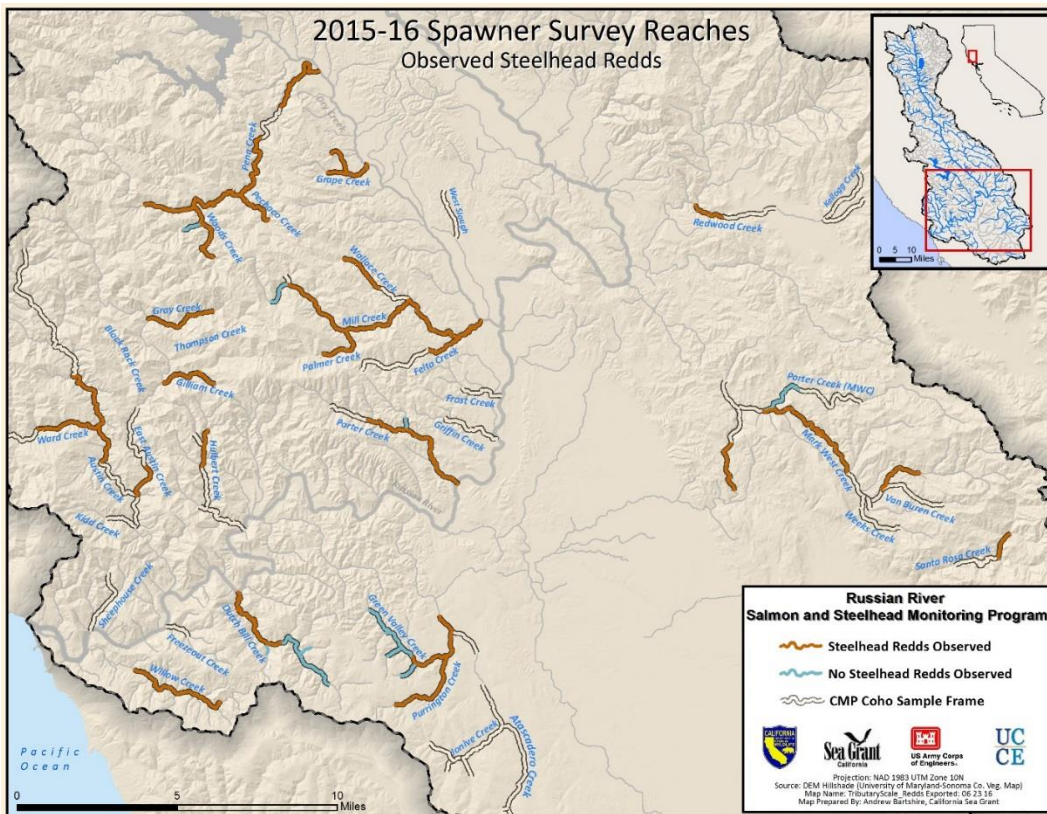 2015-16 Spawner Survey Reaches
Observed Steelhead Redds
Dry Creek
Pena Creek
Grape Creek
Pechaco Creek
Woods Creek
West Slough
Redwood Creek
Kellogg Creek
0 5 10
Miles
Wallace Creek
Mill Creek
Gray Creek
Thompson Creek
Black Rock Creek
Palmer Creek
Felta Creek
Gilliam Creek
Frost Creek
Griffin Creek
Porter Creek
Porter Creek (MWC)
Mark West Creek
Ward Creek
East Austin Creek
Austin Creek
Hulbert Creek
Kidd Creek
Russian River
Van Buren Creek
Weeks Creek
Santa Rosa Creek
Sheephouse Creek
Freezeout Creek
Dutch Bill Creek
Green Valley Creek
Willow Creek
Purrington Creek
Jonive Creek
Atascadero Creek
Pacific
Ocean
0 5 10
Miles
Russian River
Salmon and Steelhead Monitoring Program
Steelhead Redds Observed
No Steelhead Redds Observed
CMP Coho Sample Frame
CALIFORNIA
Sea Grant
California
US Army Corps
of Engineers
UC
CE
Projection: NAD 1983 UTM Zone 10N
Source: DEM Hillshade (University of Maryland-Sonoma Co. Veg. Map)
Map Name: TributaryScale_Redds Exported: 06 23 16
Map Prepared By: Andrew Bartshire, California Sea Grant